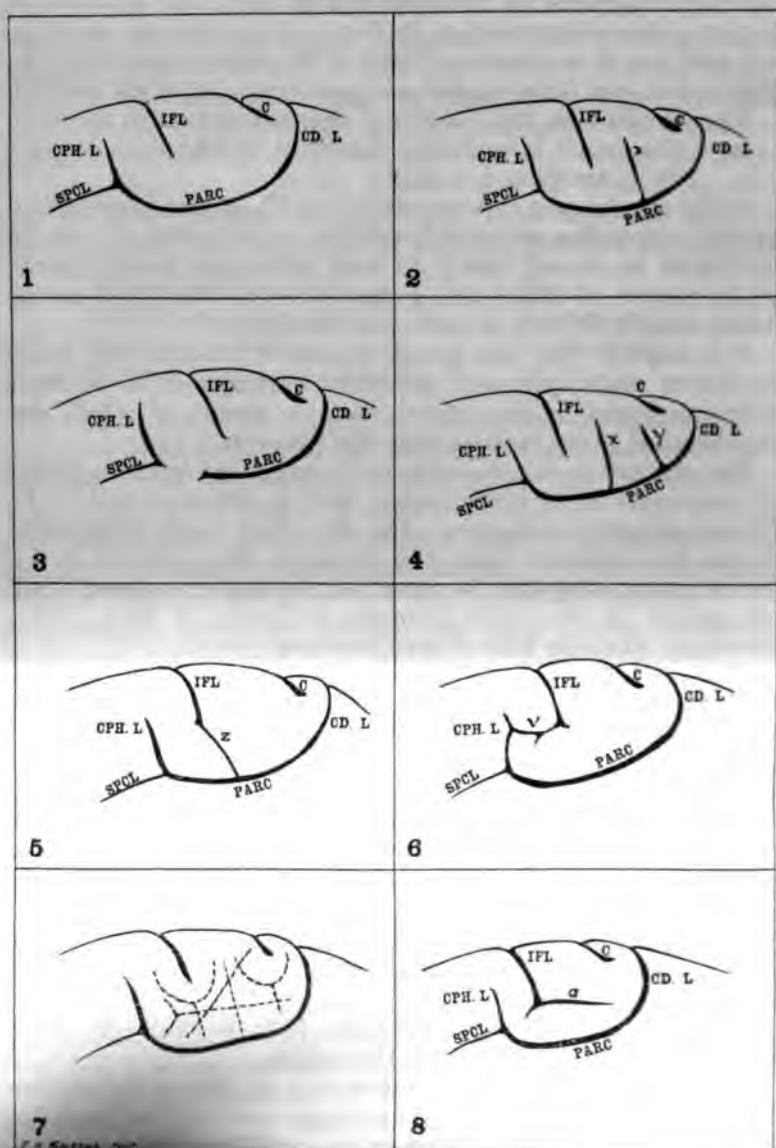 IFL
C
CPH. L
CD. L
SPCL
PARC
1
IFL
C
CPH. L
CD. L
SPCL
PARC
2
IFL
C
CPH. L
CD. L
SPCL
PARC
3
C
IFL
CPH. L
x
y
CD. L
SPCL
PARC
4
IFL
C
CPH. L
z
CD. L
SPCL
PARC
5
IFL
C
CPH. L
v
CD. L
SPCL
PARC
6
7
IFL
C
CPH. L
a
CD. L
SPCL
PARC
8